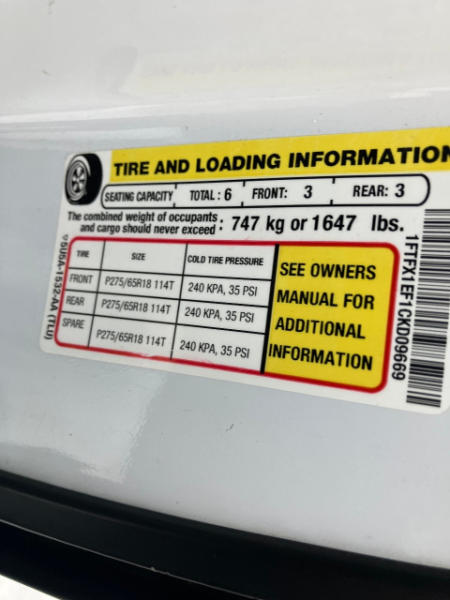 TIRE AND LOADING INFORMATION
SEATING CAPACITY TOTAL: 6 FRONT: 3 REAR: 3
The combined weight of occupants and cargo should never exceed: 747 kg or 1647 lbs.
TIRE SIZE COLD TIRE PRESSURE
FRONT P275/65R18 114T 240 KPA, 35 PSI
REAR P275/65R18 114T 240 KPA, 35 PSI
SPARE P275/65R18 114T 240 KPA, 35 PSI
SEE OWNERS
MANUAL FOR
ADDITIONAL
INFORMATION
1FTFX1EF1CKD09669